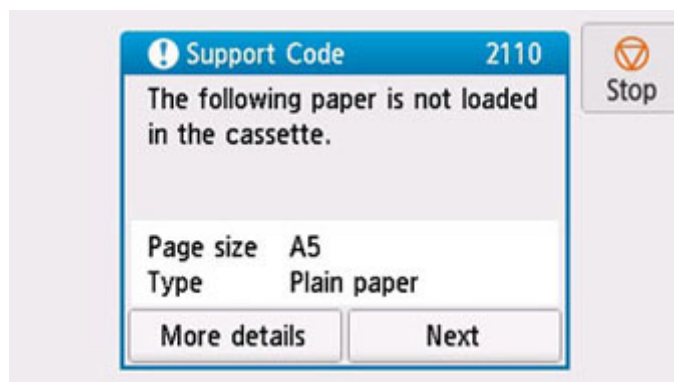 Support Code 2110
Stop
The following paper is not loaded
in the cassette.
Page size A5
Type Plain paper
More details Next